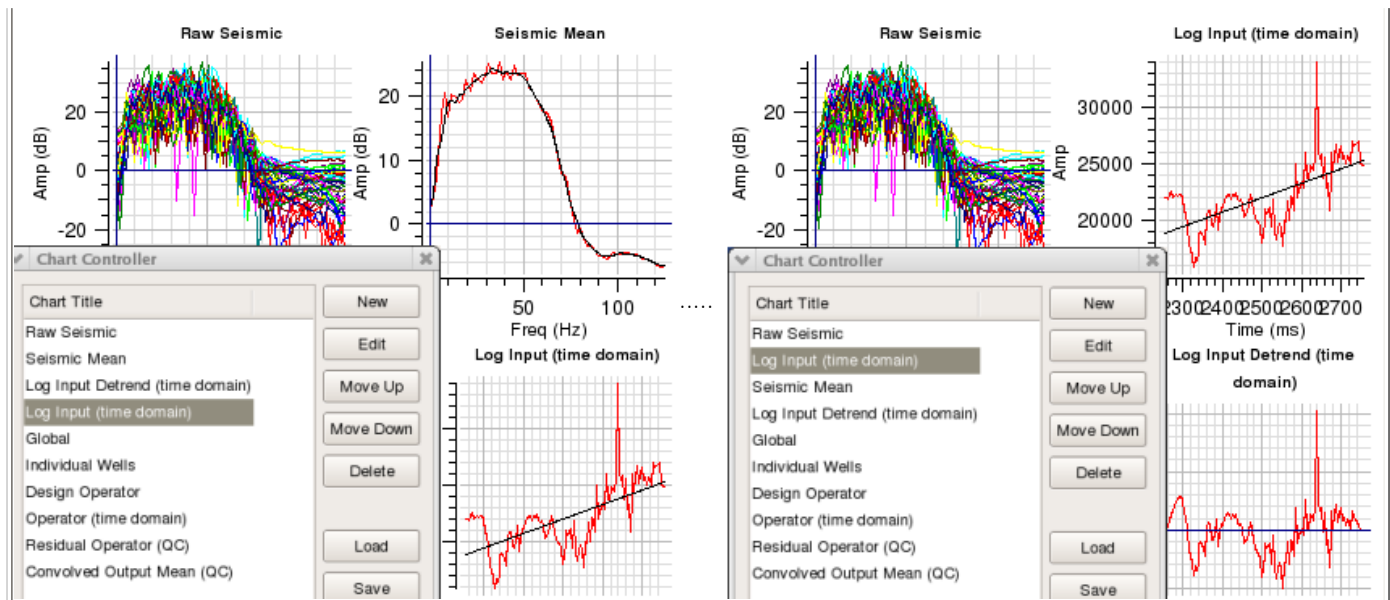 Raw Seismic
Seismic Mean
Raw Seismic
Log Input (time domain)
Amp (dB)
20
0
-20
Amp (dB)
20
10
0
50
100
Freq (Hz)
Amp (dB)
20
0
-20
Amp
30000
25000
20000
2300
2400
2500
2600
2700
Time (ms)
.....
Log Input (time domain)
Log Input Detrend (time
domain)
Chart Controller
Chart Title
Raw Seismic
Seismic Mean
Log Input Detrend (time domain)
Log Input (time domain)
Global
Individual Wells
Design Operator
Operator (time domain)
Residual Operator (QC)
Convolved Output Mean (QC)
New
Edit
Move Up
Move Down
Delete
Load
Save
Chart Controller
Chart Title
Raw Seismic
Log Input (time domain)
Seismic Mean
Log Input Detrend (time domain)
Global
Individual Wells
Design Operator
Operator (time domain)
Residual Operator (QC)
Convolved Output Mean (QC)
New
Edit
Move Up
Move Down
Delete
Load
Save